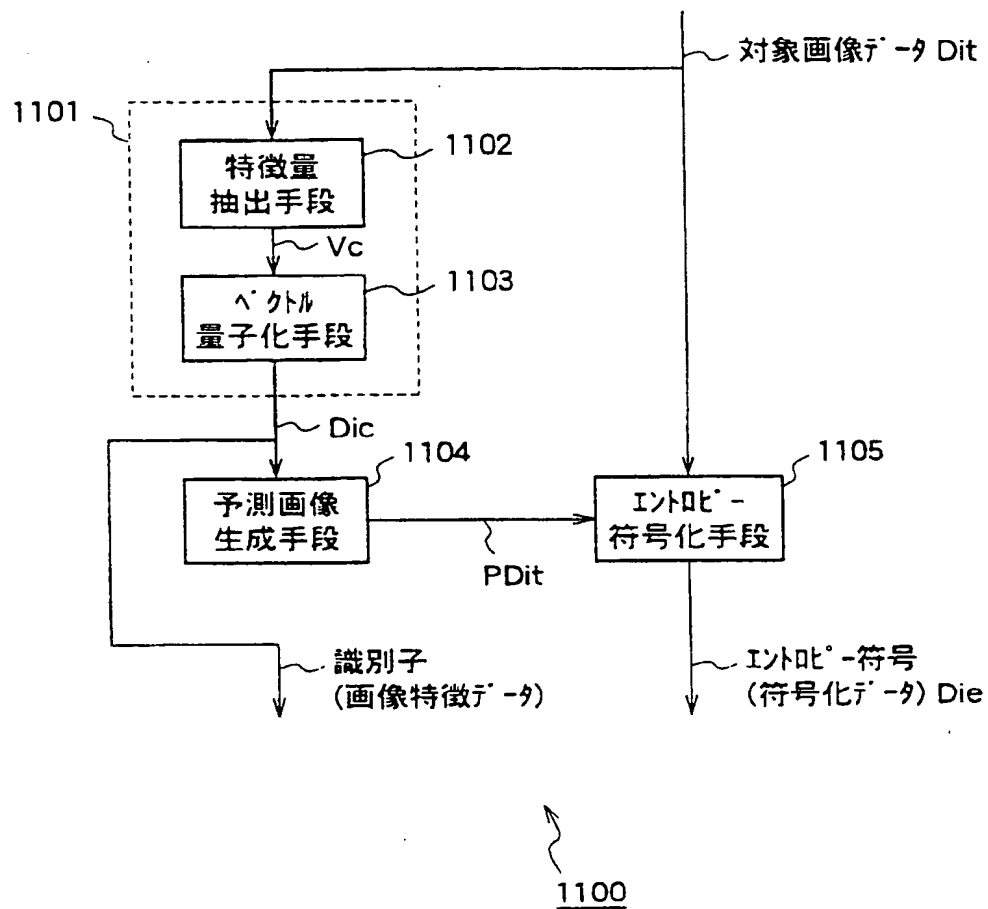 対象画像ﾃﾞｰﾀ Dit
1101
1102
特徴量
抽出手段
Vc
1103
ﾍﾞｸﾄﾙ
量子化手段
Dic
1104
予測画像
生成手段
PDit
1105
ｴﾝﾄﾛﾋﾟｰ
符号化手段
識別子
(画像特徴ﾃﾞｰﾀ)
ｴﾝﾄﾛﾋﾟｰ符号
(符号化ﾃﾞｰﾀ) Die
1100